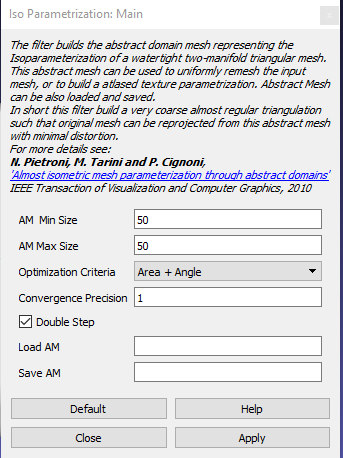 Iso Parametrization: Main
x
The filter builds the abstract domain mesh representing the
Isoparameterization of a watertight two-manifold triangular mesh.
This abstract mesh can be used to uniformly remesh the input
mesh, or to build a atlased texture parametrization. Abstract Mesh
can be also loaded and saved.
In short this filter build a very coarse almost regular triangulation
such that original mesh can be reprojected from this abstract mesh
with minimal distortion.
For more details see:
N. Pietroni, M. Tarini and P. Cignoni,
'Almost isometric mesh parameterization through abstract domains'
IEEE Transaction of Visualization and Computer Graphics, 2010
AM Min Size 50
AM Max Size 50
Optimization Criteria Area + Angle
Convergence Precision 1
Double Step
Load AM
Save AM
Default Help
Close Apply